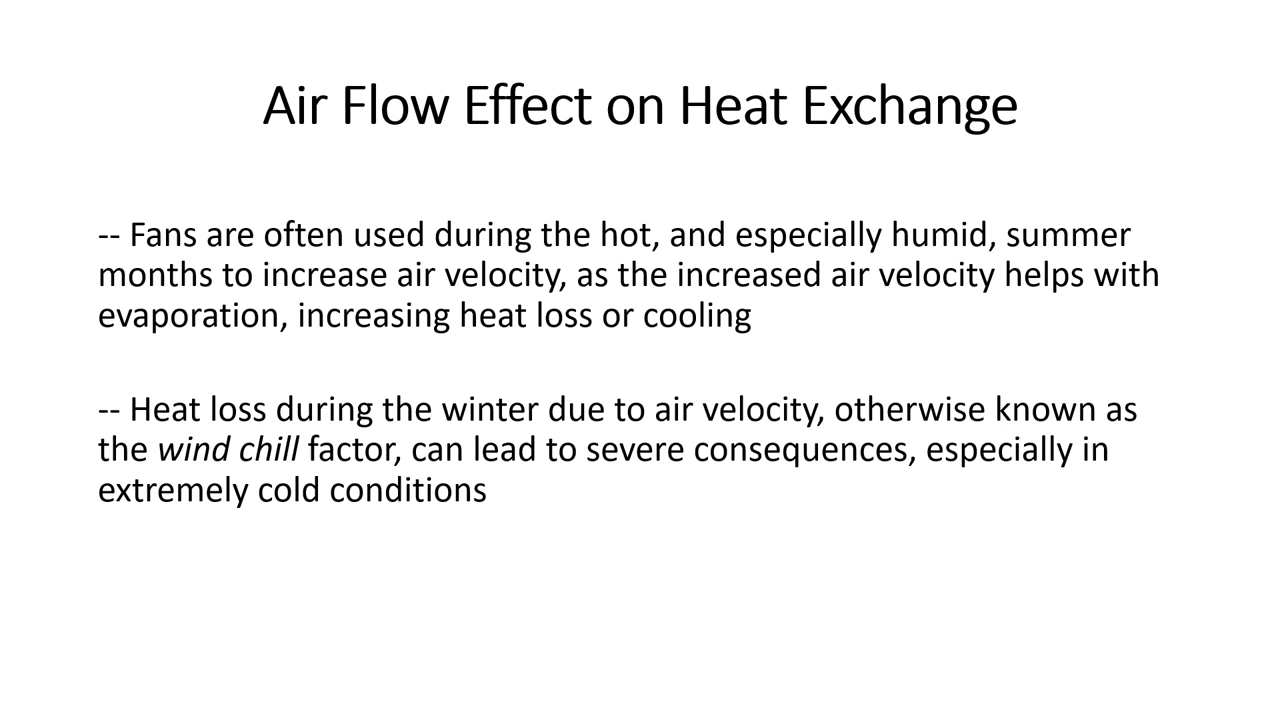 Air Flow Effect on Heat Exchange
-- Fans are often used during the hot, and especially humid, summer
months to increase air velocity, as the increased air velocity helps with
evaporation, increasing heat loss or cooling
-- Heat loss during the winter due to air velocity, otherwise known as
the wind chill factor, can lead to severe consequences, especially in
extremely cold conditions